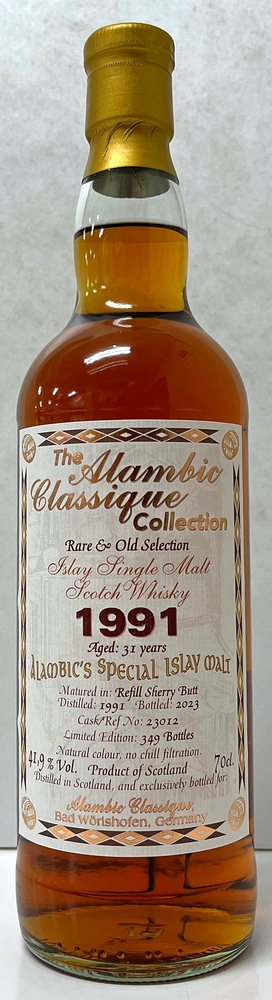 The Alambic
Classique
Collection
Rare & Old Selection
Islay Single Malt
Scotch Whisky
1991
Aged: 31 years
Alambic's Special Islay Malt
Matured in: Refill Sherry Butt
Distilled: 1991 Bottled: 2023
Cask/Ref No: 23012
Limited Edition: 349 Bottles
Natural colour, no chill filtration.
41,9 % Vol. Product of Scotland 70cl.
Distilled in Scotland, and exclusively bottled for:
Alambic Classique,
Bad Wörishofen, Germany